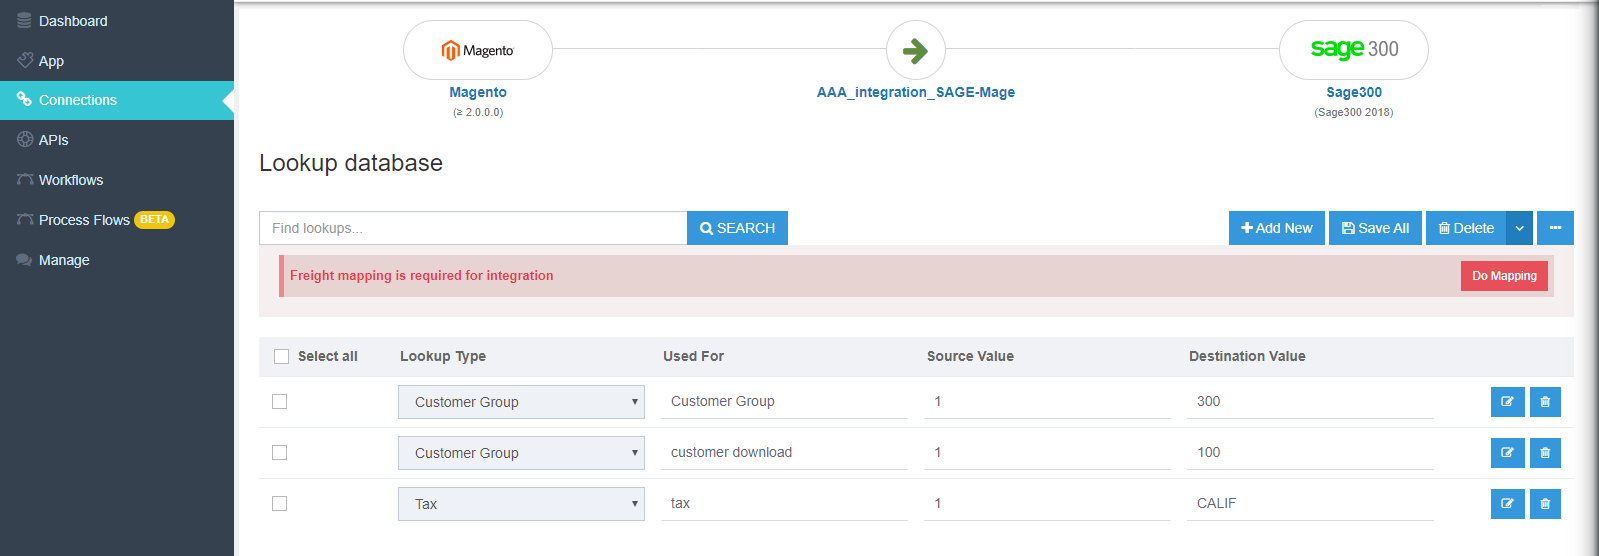 Dashboard
App
Connections
APIs
Workflows
Process Flows BETA
Manage
Magento
sage 300
Magento
AAA_integration_SAGE-Mage
Sage300
(≥ 2.0.0.0)
(Sage300 2018)
Lookup database
Find lookups...
SEARCH
Add New
Save All
Delete
Freight mapping is required for integration
Do Mapping
Select all
Lookup Type
Used For
Source Value
Destination Value
Customer Group
Customer Group
1
300
Customer Group
customer download
1
100
Tax
tax
1
CALIF